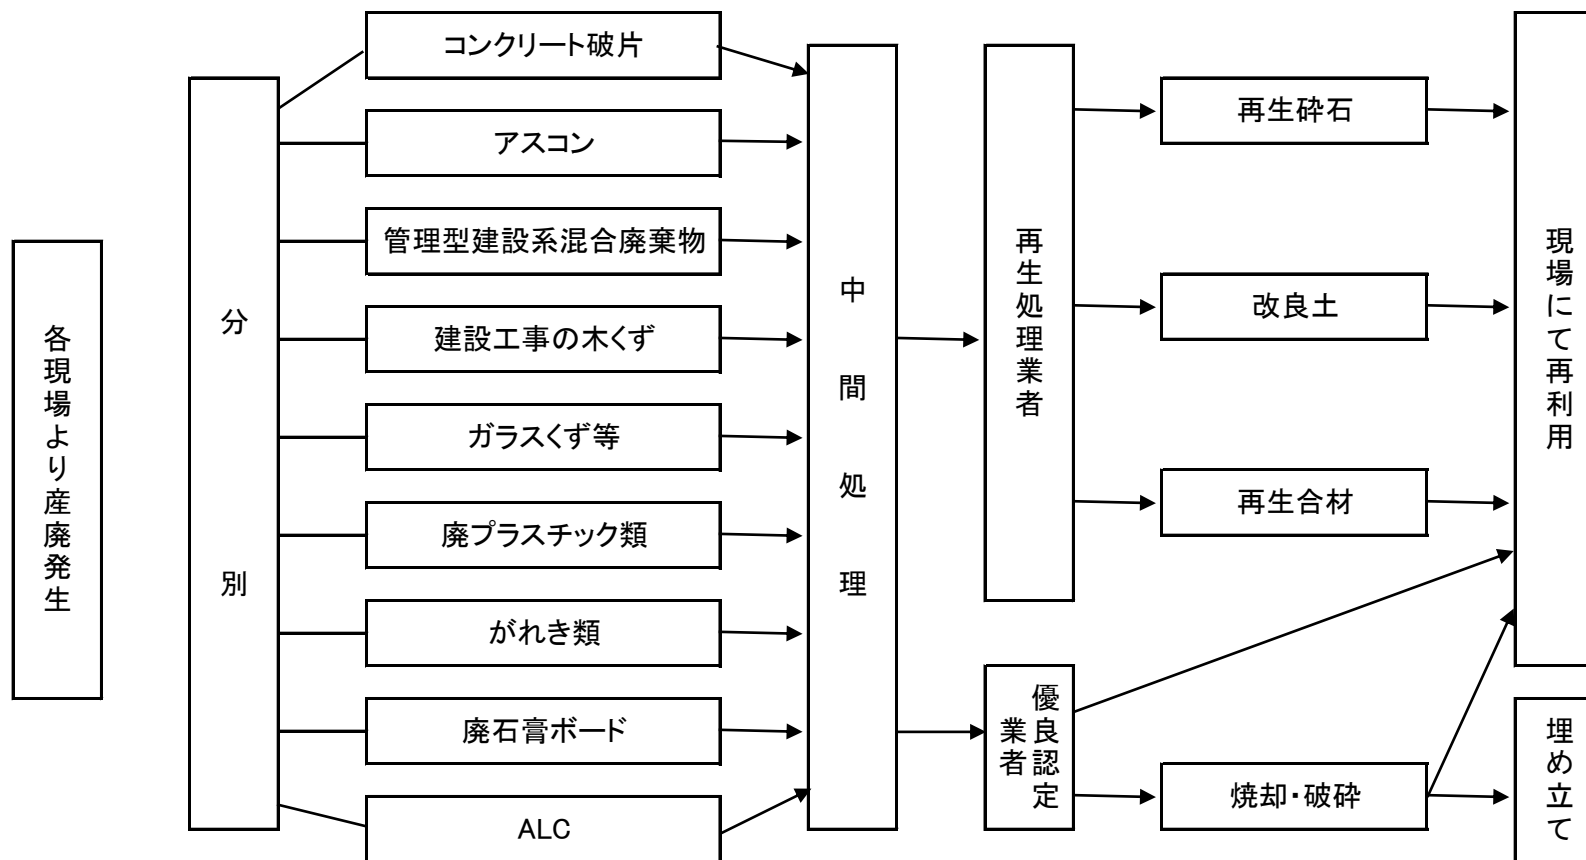 各現場より産廃発生
分別
コンクリート破片
アスコン
管理型建設系混合廃棄物
建設工事の木くず
ガラスくず等
廃プラスチック類
がれき類
廃石膏ボード
ALC
中間処理
再生処理業者
優良認定
業者
再生砕石
改良土
再生合材
焼却・破砕
現場にて再利用
埋め立て